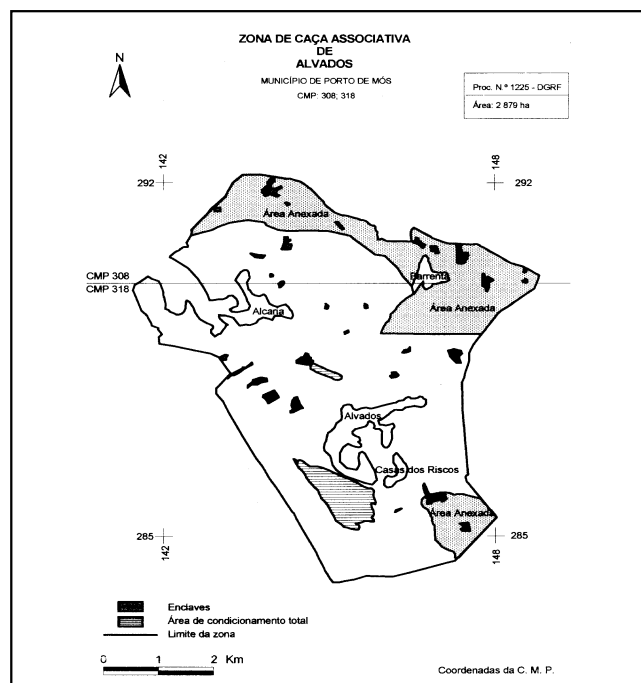 ZONA DE CAÇA ASSOCIATIVA
DE
ALVADOS
MUNICÍPIO DE PORTO DE MÓS
CMP: 308; 318
N
Proc. N.º 1225 - DGRF
Área: 2 879 ha
142
148
292
292
Área Anexada
Barrenta
CMP 308
CMP 318
Alcaria
Área Anexada
Alvados
Casas dos Riscos
Área Anexada
285
285
142
148
Enclaves
Área de condicionamento total
Limite da zona
0 1 2 Km
Coordenadas da C. M. P.